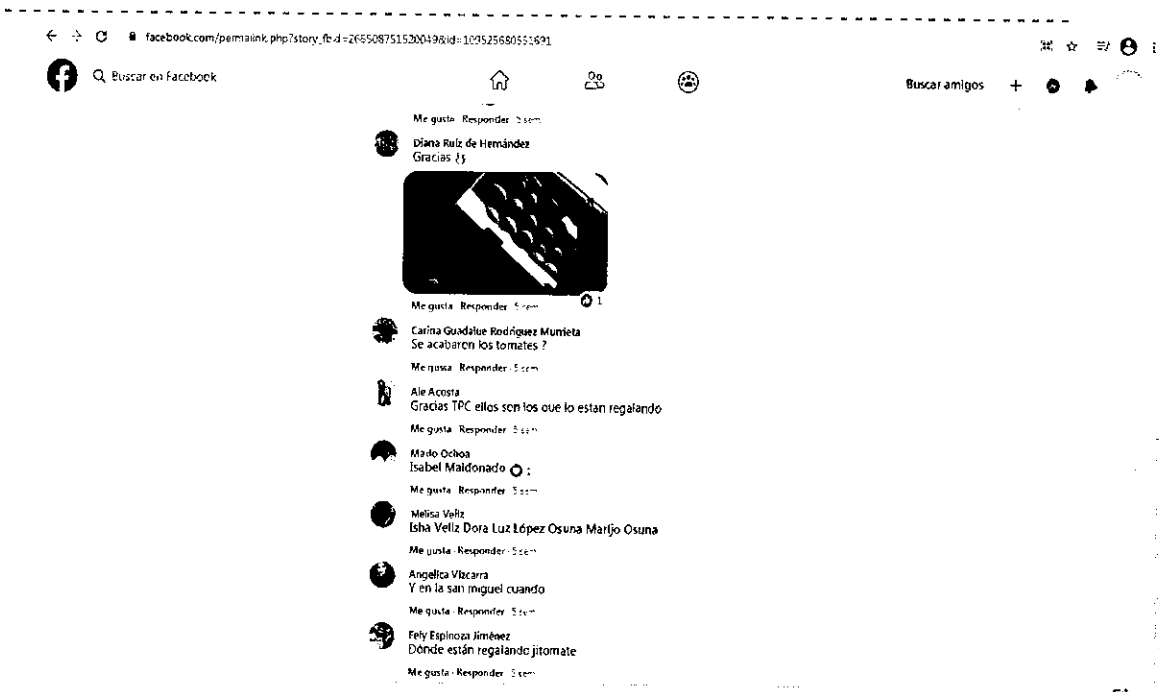 facebook.com/permalink.php?story_fbid=266508751520049&id=109525680551691
Buscar en Facebook
Buscar amigos
Me gusta Responder 5 sem
Diana Ruíz de Hernández
Gracias
Me gusta Responder 5 sem
1
Carina Guadalue Rodríguez Murrieta
Se acabaron los tomates ?
Me gusta Responder 5 sem
Ale Acosta
Gracias TPC ellos son los que lo estan regalando
Me gusta Responder 5 sem
Mado Ochoa
Isabel Maldonado
Me gusta Responder 5 sem
Melisa Veliz
Isha Veliz Dora Luz López Osuna Marijo Osuna
Me gusta · Responder · 5 sem
Angelica Vizcarra
Y en la san miguel cuando
Me gusta · Responder 5 sem
Fely Espinoza Jiménez
Dónde están regalando jitomate
Me gusta · Responder 5 sem